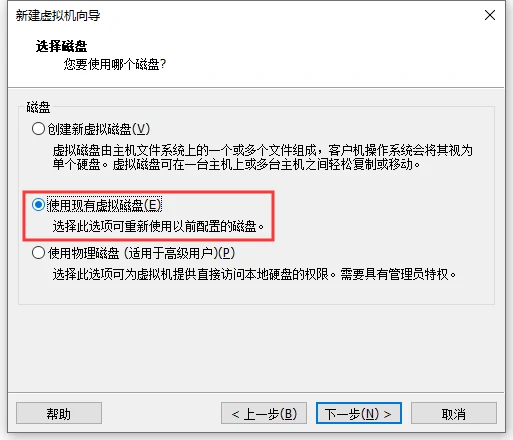 新建虚拟机向导
选择磁盘
您要使用哪个磁盘?
磁盘
创建新虚拟磁盘(V)
虚拟磁盘由主机文件系统上的一个或多个文件组成，客户机操作系统会将其视为
单个硬盘。虚拟磁盘可在一台主机上或多台主机之间轻松复制或移动。
使用现有虚拟磁盘(E)
选择此选项可重新使用以前配置的磁盘。
使用物理磁盘 (适用于高级用户)(P)
选择此选项可为虚拟机提供直接访问本地硬盘的权限。需要具有管理员特权。
帮助
< 上一步(B)
下一步(N) >
取消